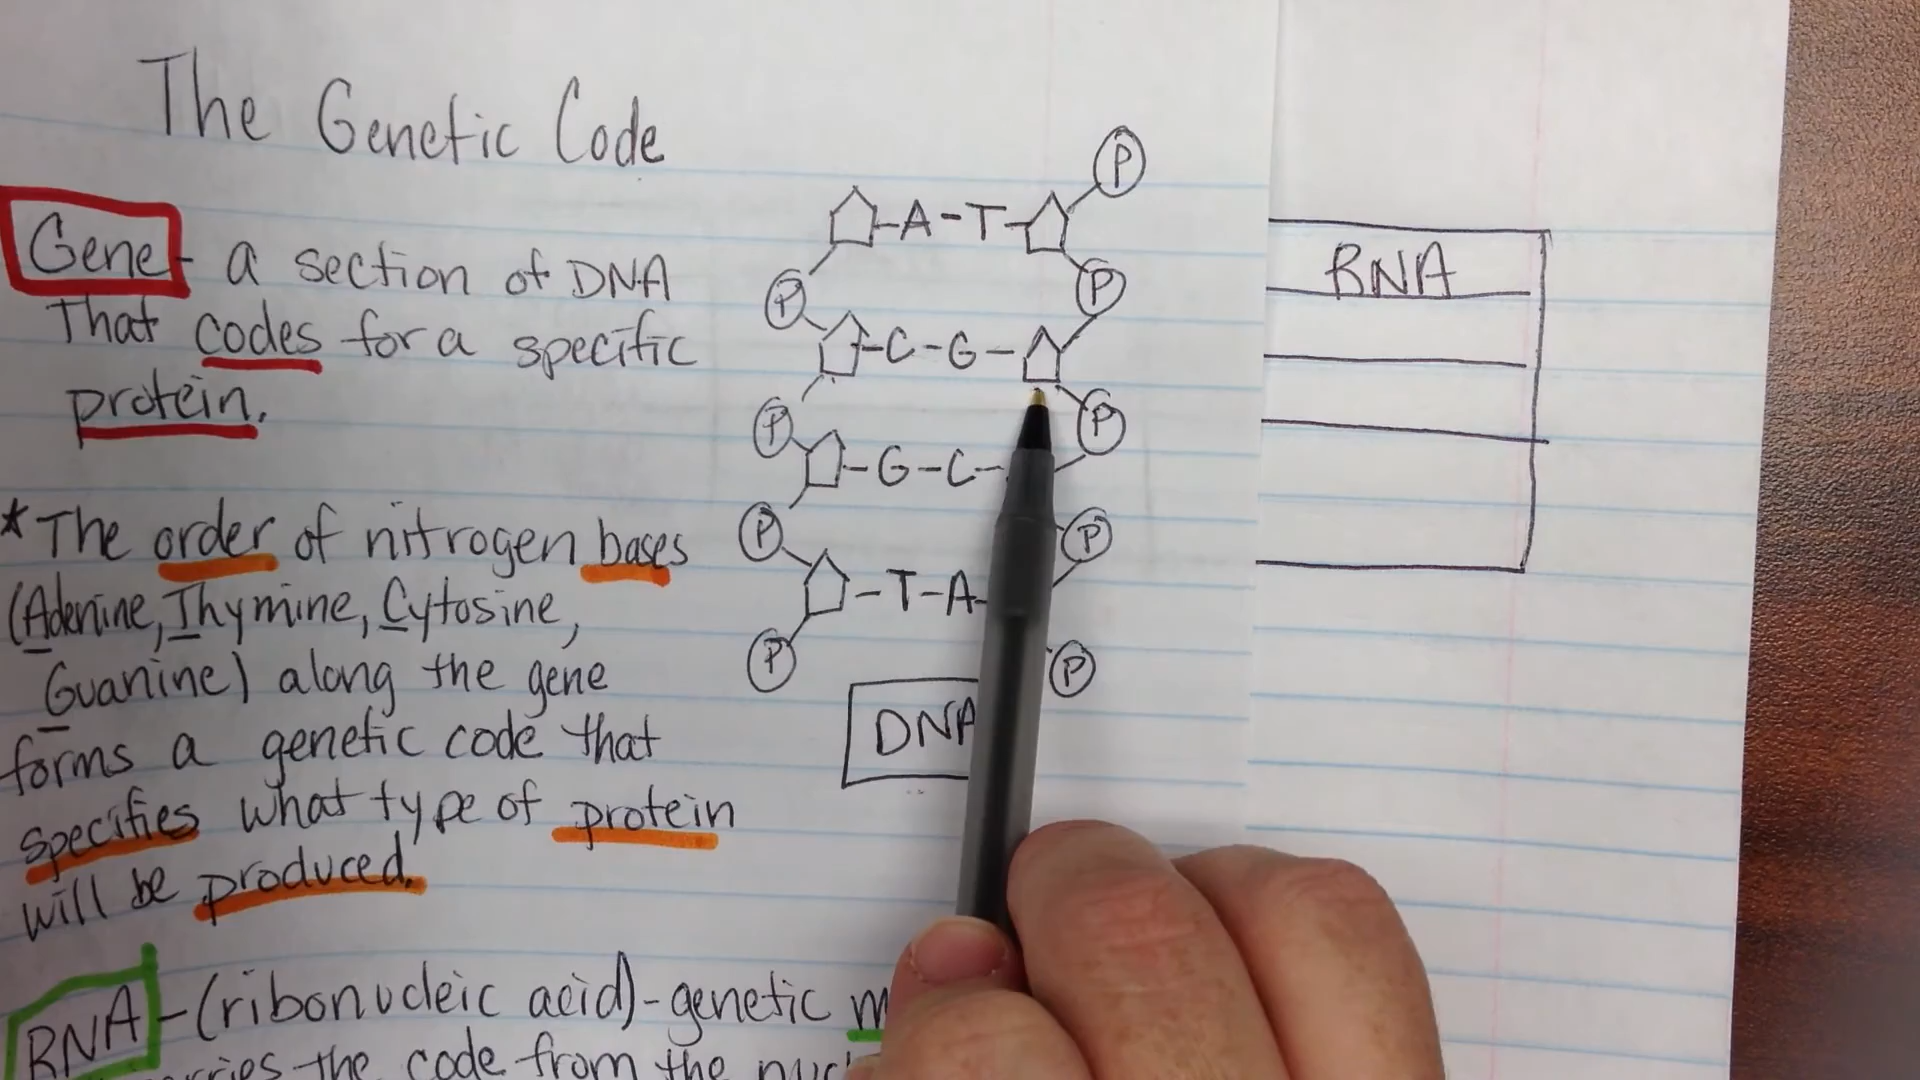 The Genetic Code
Gene - a section of DNA
that codes for a specific
protein.
*The order of nitrogen bases
(Adenine, Thymine, Cytosine,
Guanine) along the gene
forms a genetic code that
specifies what type of protein
will be produced.
RNA - (ribonucleic acid) - genetic
the code from the
P
A-T
P P
C-G
P P
G-C
P P
T-A
P P
DNA
RNA